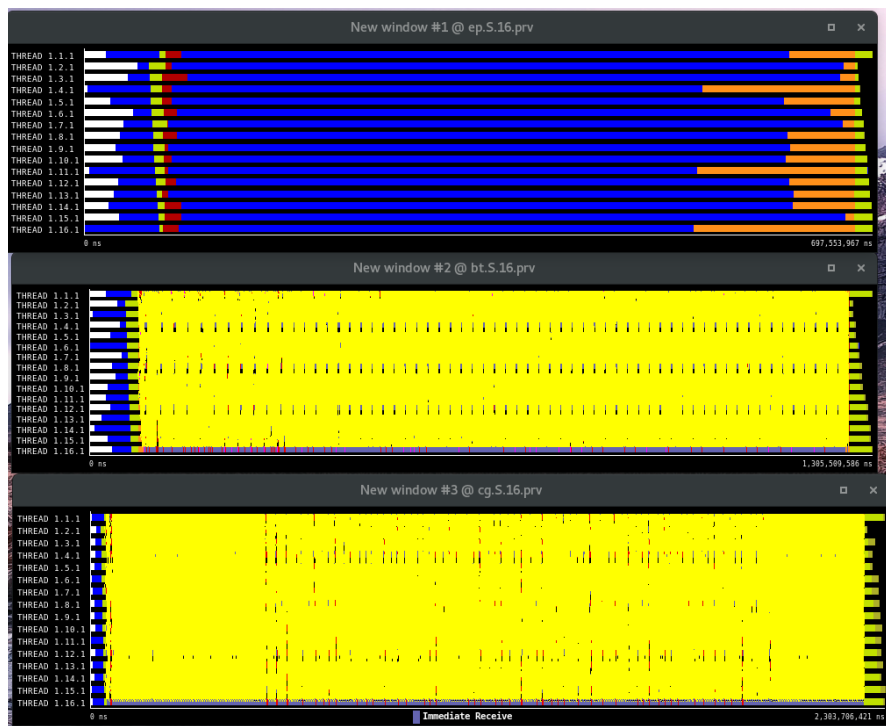 New window #1 @ ep.S.16.prv
THREAD 1.1.1
THREAD 1.2.1
THREAD 1.3.1
THREAD 1.4.1
THREAD 1.5.1
THREAD 1.6.1
THREAD 1.7.1
THREAD 1.8.1
THREAD 1.9.1
THREAD 1.10.1
THREAD 1.11.1
THREAD 1.12.1
THREAD 1.13.1
THREAD 1.14.1
THREAD 1.15.1
THREAD 1.16.1
0 ns 697,553,967 ns
New window #2 @ bt.S.16.prv
THREAD 1.1.1
THREAD 1.2.1
THREAD 1.3.1
THREAD 1.4.1
THREAD 1.5.1
THREAD 1.6.1
THREAD 1.7.1
THREAD 1.8.1
THREAD 1.9.1
THREAD 1.10.1
THREAD 1.11.1
THREAD 1.12.1
THREAD 1.13.1
THREAD 1.14.1
THREAD 1.15.1
THREAD 1.16.1
0 ns 1,305,509,586 ns
New window #3 @ cg.S.16.prv
THREAD 1.1.1
THREAD 1.2.1
THREAD 1.3.1
THREAD 1.4.1
THREAD 1.5.1
THREAD 1.6.1
THREAD 1.7.1
THREAD 1.8.1
THREAD 1.9.1
THREAD 1.10.1
THREAD 1.11.1
THREAD 1.12.1
THREAD 1.13.1
THREAD 1.14.1
THREAD 1.15.1
THREAD 1.16.1
0 ns Immediate Receive 2,303,706,421 ns